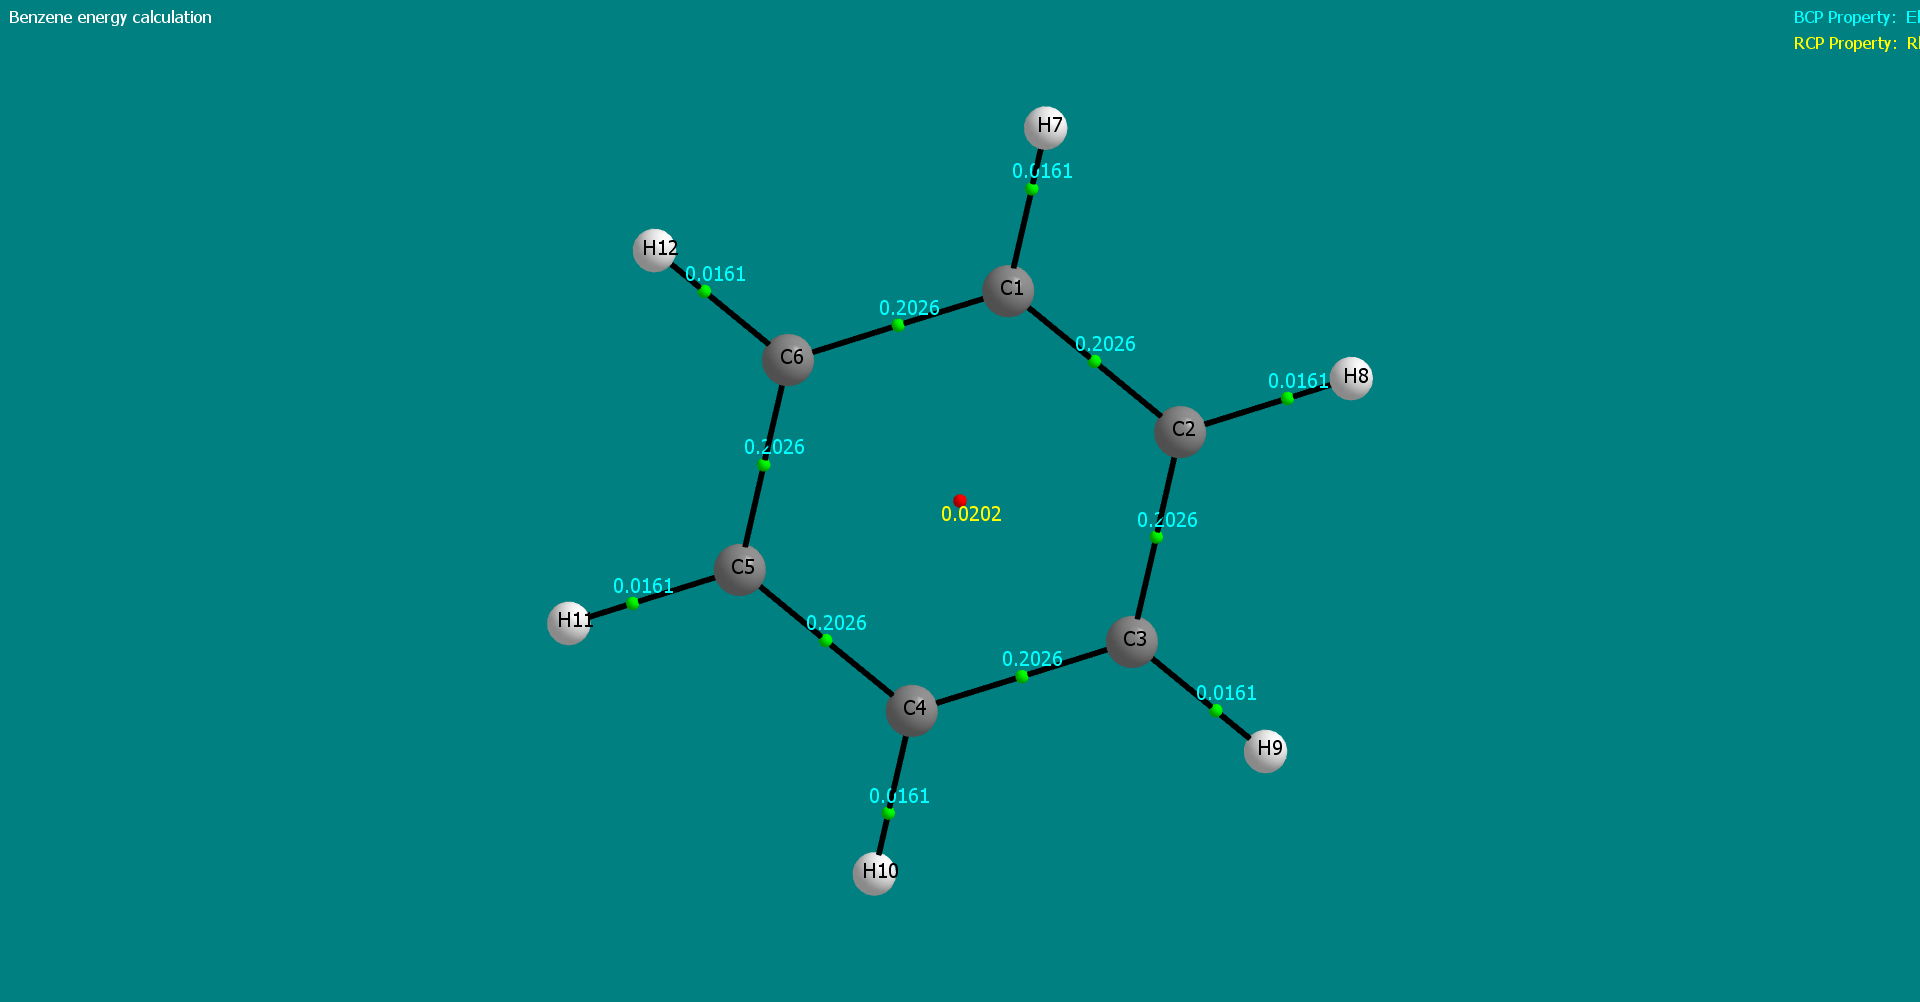 Benzene energy calculation
BCP Property: El
RCP Property: Rl
H7
0.0161
H12
0.0161
C1
0.2026
0.2026
C6
H8
0.0161
C2
0.2026
0.0202
0.2026
C5
0.0161
H11
0.2026
C3
0.2026
0.0161
C4
H9
0.0161
H10